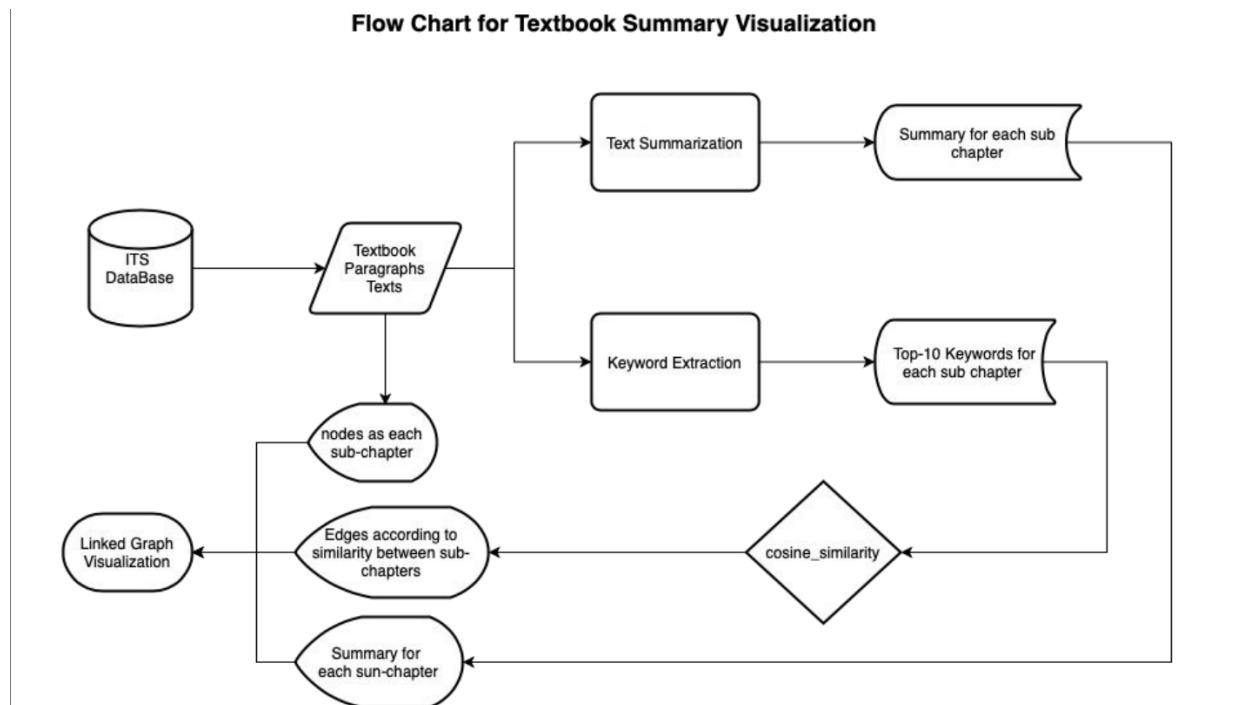 Flow Chart for Textbook Summary Visualization
Text Summarization
Summary for each sub
chapter
ITS
DataBase
Textbook
Paragraphs
Texts
Keyword Extraction
Top-10 Keywords for
each sub chapter
nodes as each
sub-chapter
Linked Graph
Visualization
Edges according to
similarity between sub-
chapters
cosine_similarity
Summary for
each sun-chapter